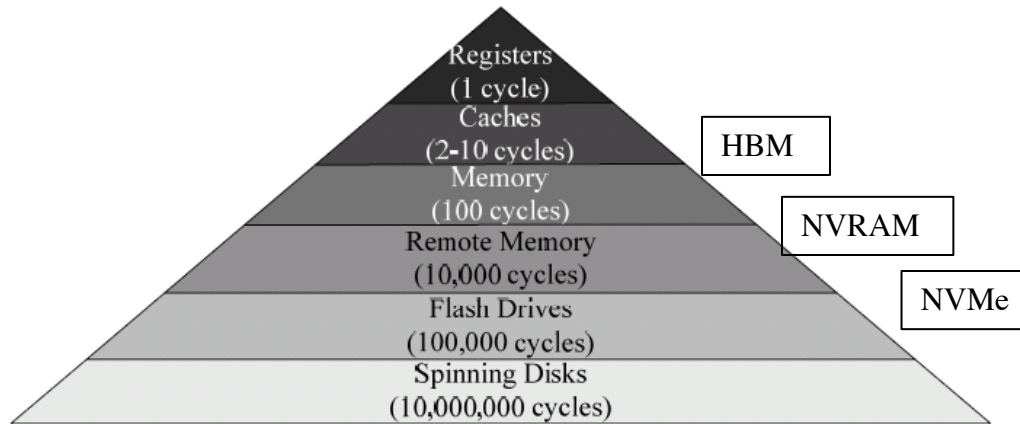 Registers
(1 cycle)
Caches
(2-10 cycles)
HBM
Memory
(100 cycles)
NVRAM
Remote Memory
(10,000 cycles)
NVMe
Flash Drives
(100,000 cycles)
Spinning Disks
(10,000,000 cycles)